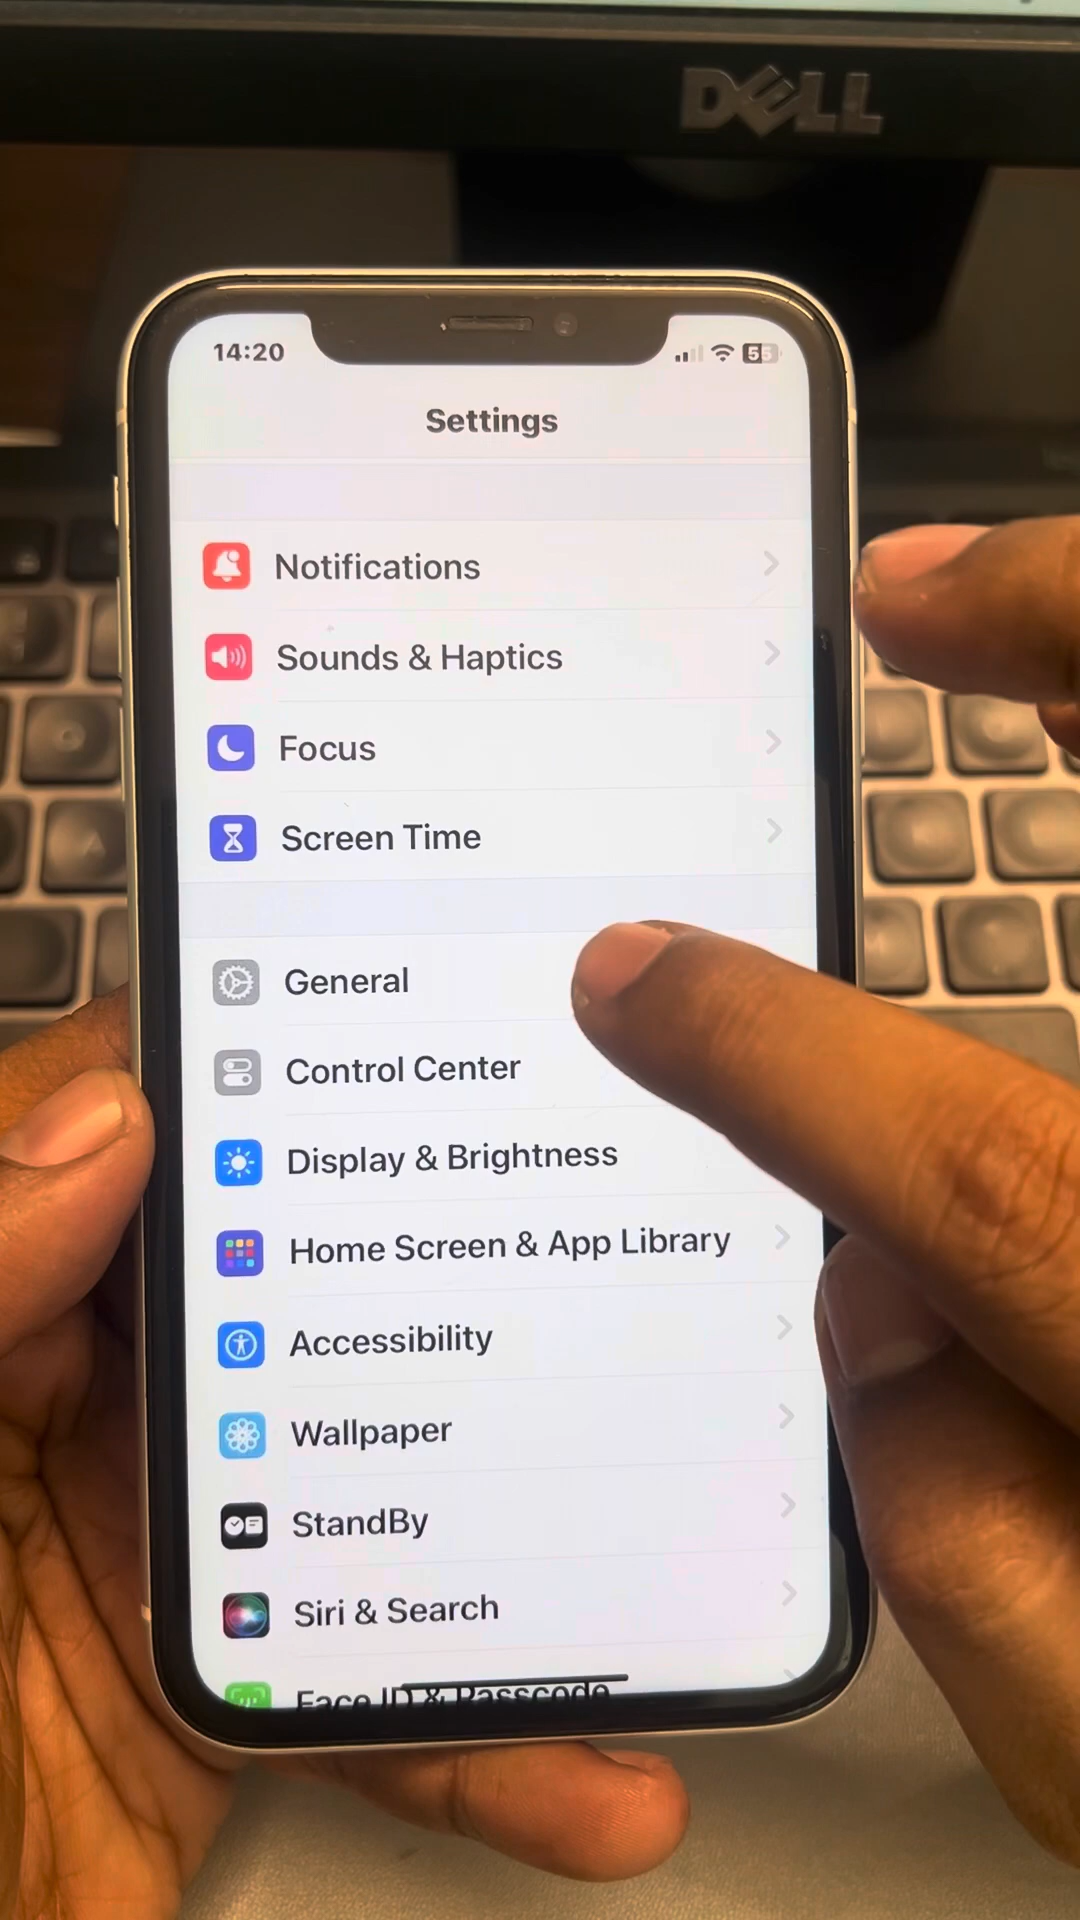 DELL
14:20
55
Settings
Notifications
Sounds & Haptics
Focus
Screen Time
General
Control Center
Display & Brightness
Home Screen & App Library
Accessibility
Wallpaper
StandBy
Siri & Search
Face ID & Passcode